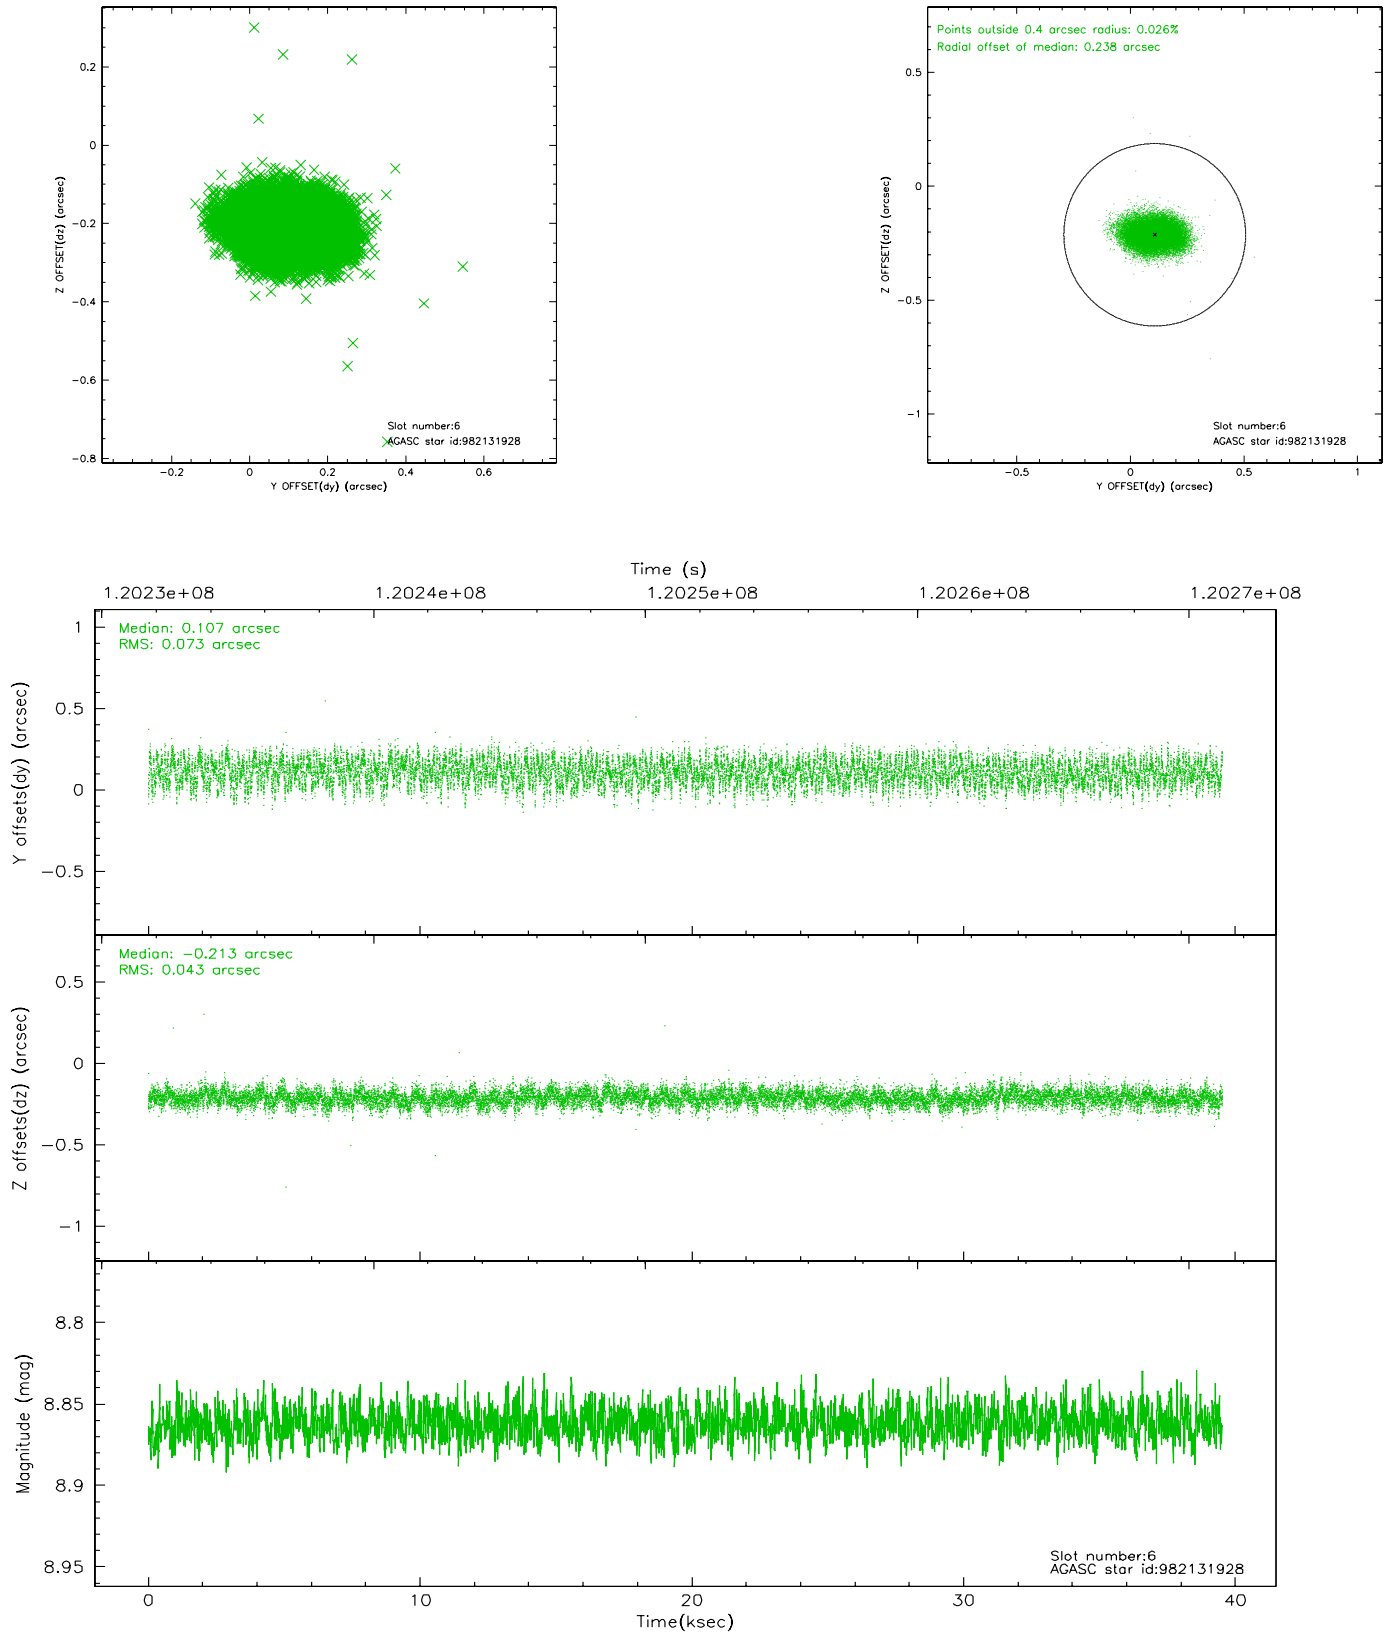 0.2
0
−0.2
−0.4
−0.6
−0.8
Z OFFSET(dz) (arcsec)
−0.2
0
0.2
0.4
0.6
Y OFFSET(dy) (arcsec)
Slot number:6
AGASC star id:982131928
Points outside 0.4 arcsec radius: 0.026%
Radial offset of median: 0.238 arcsec
0.5
0
−0.5
−1
Z OFFSET(dz) (arcsec)
−0.5
0
0.5
1
Y OFFSET(dy) (arcsec)
Slot number:6
AGASC star id:982131928
Time (s)
1.2023e+08
1.2024e+08
1.2025e+08
1.2026e+08
1.2027e+08
Median: 0.107 arcsec
RMS: 0.073 arcsec
1
0.5
0
−0.5
Y offsets(dy) (arcsec)
Median: −0.213 arcsec
RMS: 0.043 arcsec
0.5
0
−0.5
−1
Z offsets(dz) (arcsec)
8.8
8.85
8.9
8.95
Magnitude (mag)
Slot number:6
AGASC star id:982131928
0
10
20
30
40
Time(ksec)